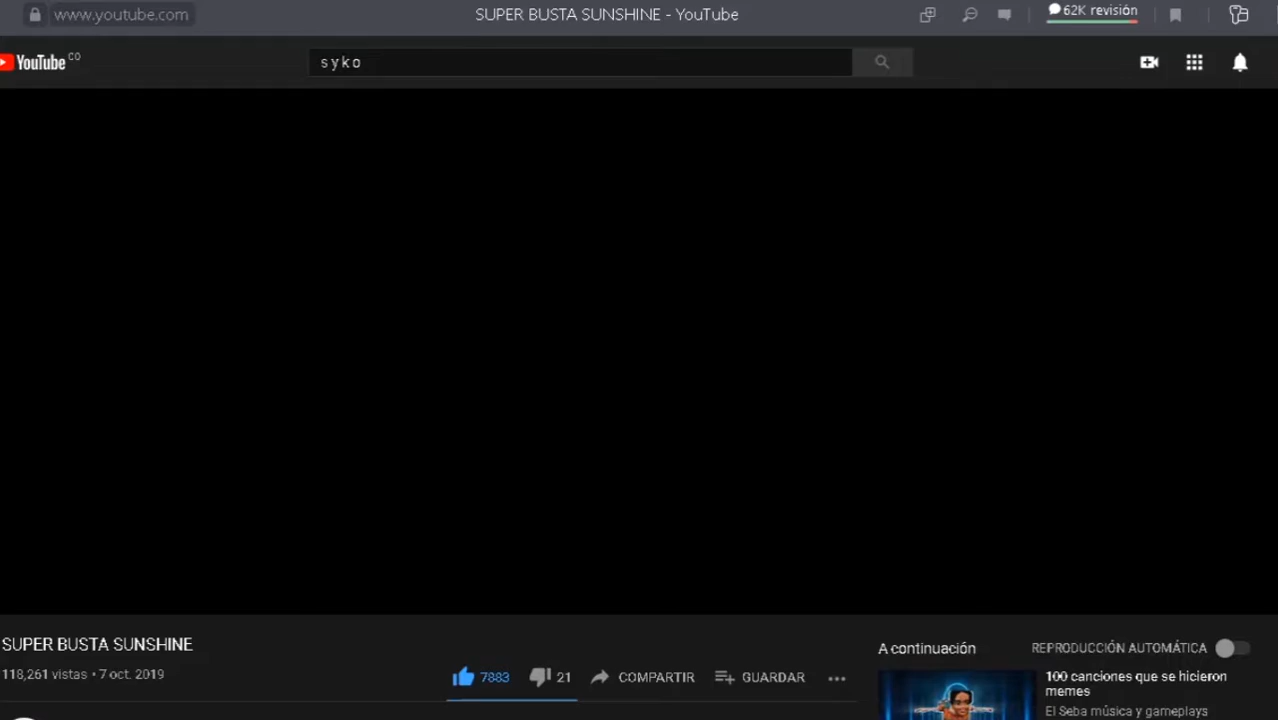 www.youtube.com
SUPER BUSTA SUNSHINE - YouTube
62K revisión
YouTube CO
syko
SUPER BUSTA SUNSHINE
118,261 vistas • 7 oct. 2019
7883
21
COMPARTIR
GUARDAR
A continuación
REPRODUCCIÓN AUTOMÁTICA
100 canciones que se hicieron
memes
El Seba música y gameplays